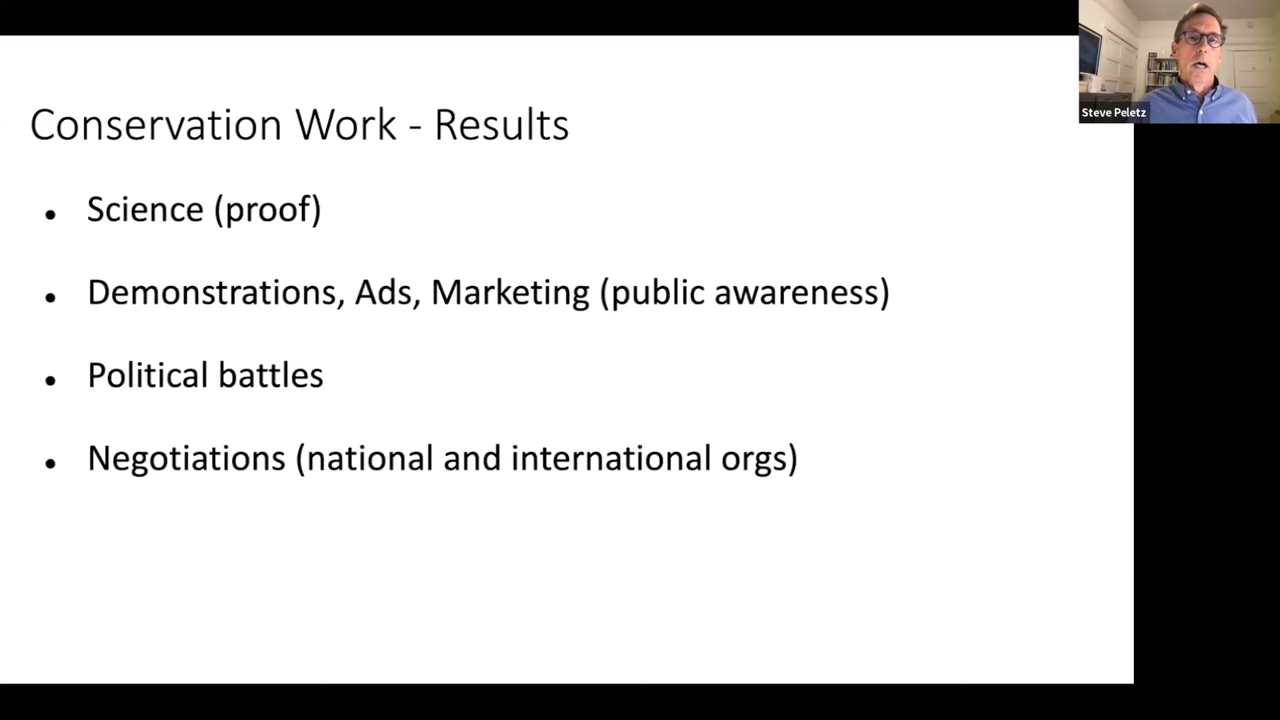 Conservation Work - Results
• Science (proof)
• Demonstrations, Ads, Marketing (public awareness)
• Political battles
• Negotiations (national and international orgs)
Steve Peletz